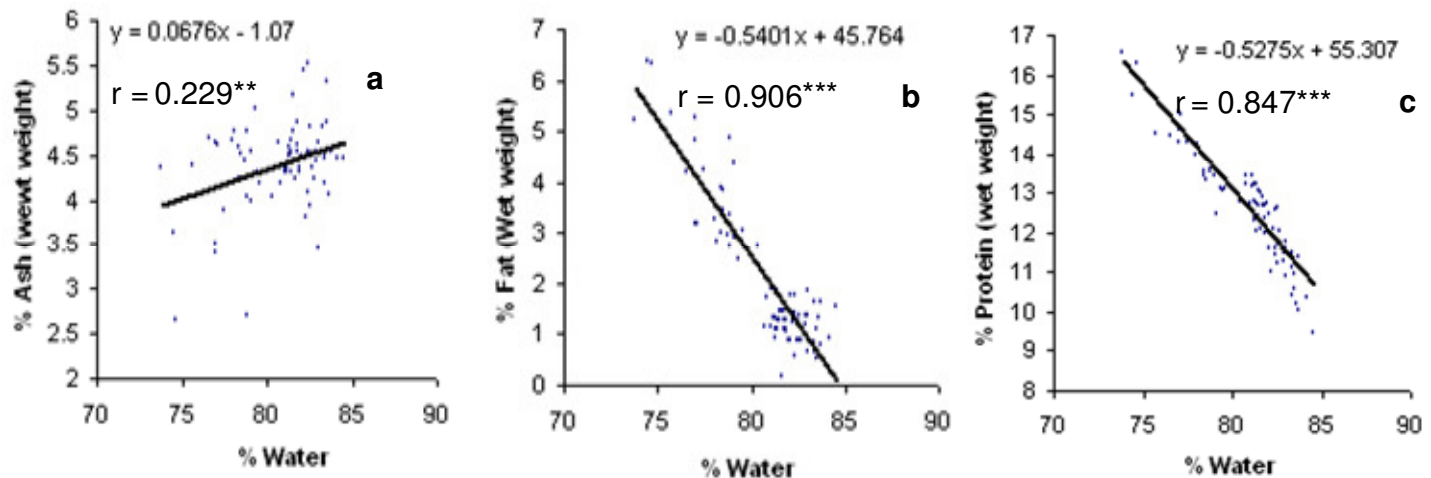 y = 0.0676x - 1.07
r = 0.229**
a
% Ash (wewt weight)
6
5.5
5
4.5
4
3.5
3
2.5
2
70 75 80 85 90
% Water
y = -0.5401x + 45.764
r = 0.906***
b
% Fat (Wet weight)
7
6
5
4
3
2
1
0
70 75 80 85 90
% Water
y = -0.5275x + 55.307
r = 0.847***
c
% Protein (wet weight)
17
16
15
14
13
12
11
10
9
8
70 75 80 85 90
% Water